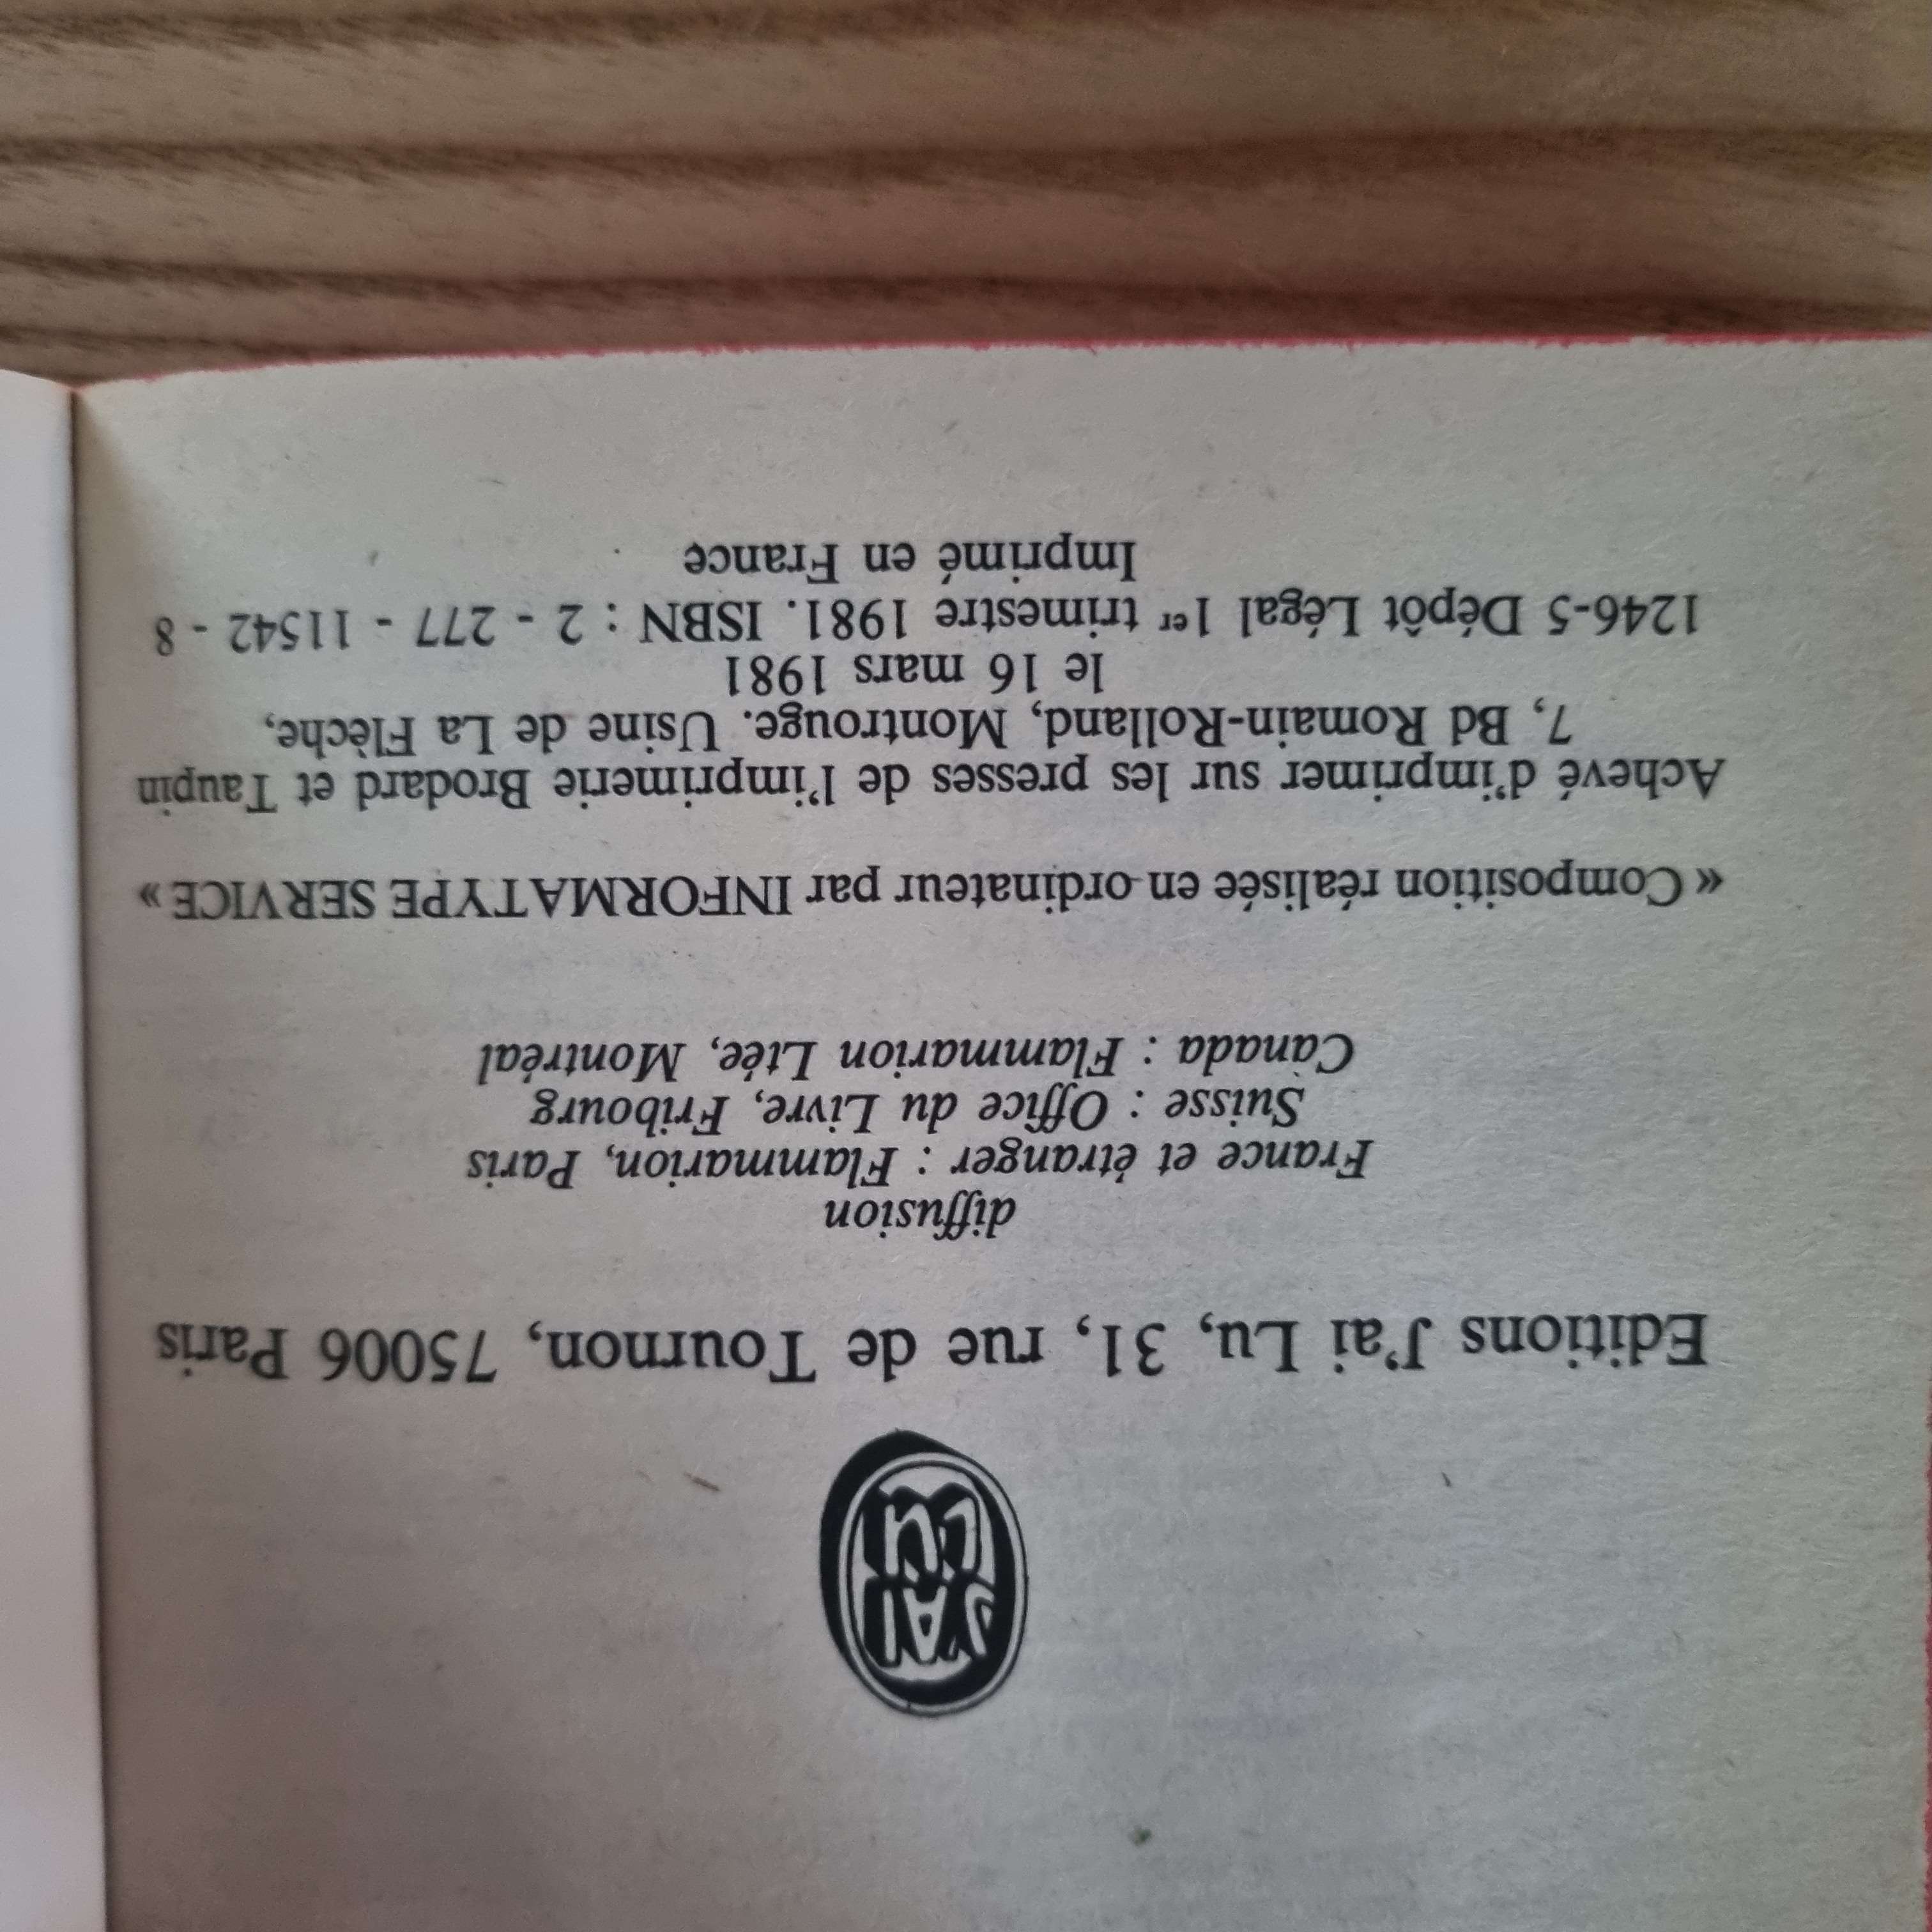 J'AI
LU
Editions J'ai Lu, 31, rue de Tournon, 75006 Paris
diffusion
France et étranger : Flammarion, Paris
Suisse : Office du Livre, Fribourg
Canada : Flammarion Ltée, Montréal
« Composition réalisée en ordinateur par INFORMATYPE SERVICE »
Achevé d'imprimer sur les presses de l'imprimerie Brodard et Taupin
7, Bd Romain-Rolland, Montrouge. Usine de La Flèche,
le 16 mars 1981
1246-5 Dépôt Légal 1er trimestre 1981. ISBN : 2 - 277 - 11542 - 8
Imprimé en France